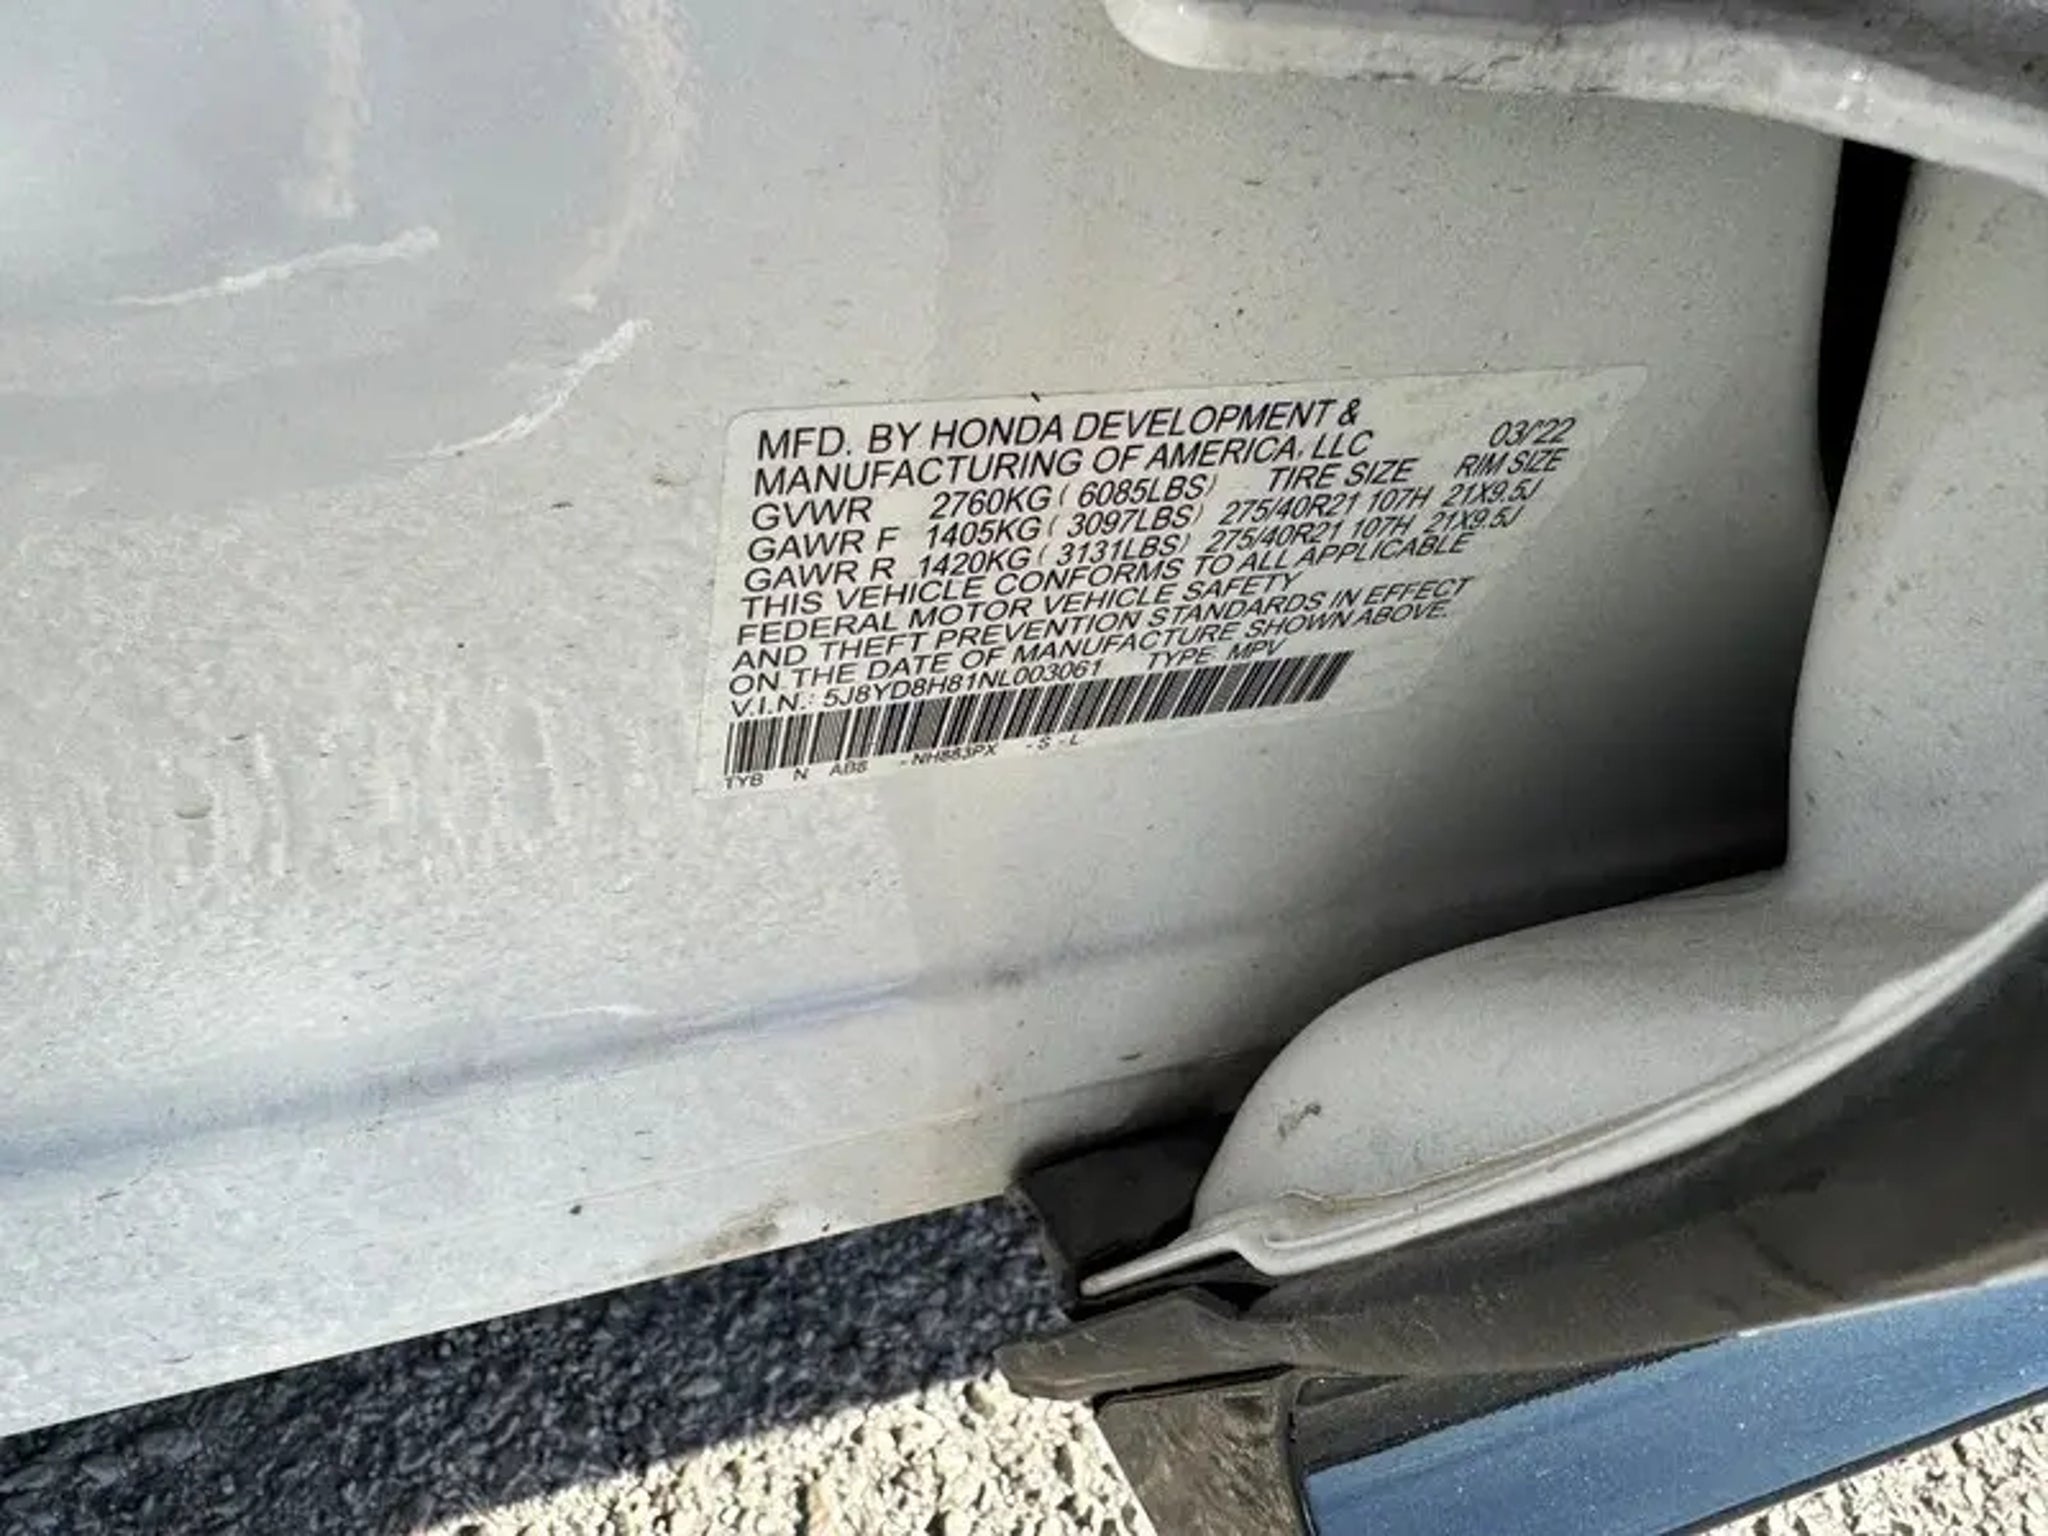 MFD. BY HONDA DEVELOPMENT &
MANUFACTURING OF AMERICA, LLC 03/'22
GVWR 2760KG ( 6085LBS) TIRE SIZE RIM SIZE
GAWR F 1405KG ( 3097LBS) 275/40R21 107H 21X9.5J
GAWR R 1420KG ( 3131LBS) 275/40R21 107H 21X9.5J
THIS VEHICLE CONFORMS TO ALL APPLICABLE
FEDERAL MOTOR VEHICLE SAFETY
AND THEFT PREVENTION STANDARDS IN EFFECT
ON THE DATE OF MANUFACTURE SHOWN ABOVE.
V.I.N.: 5J8YD8H81NL003061 TYPE: MPV
TYB N AB8 - NH883PX - S - L